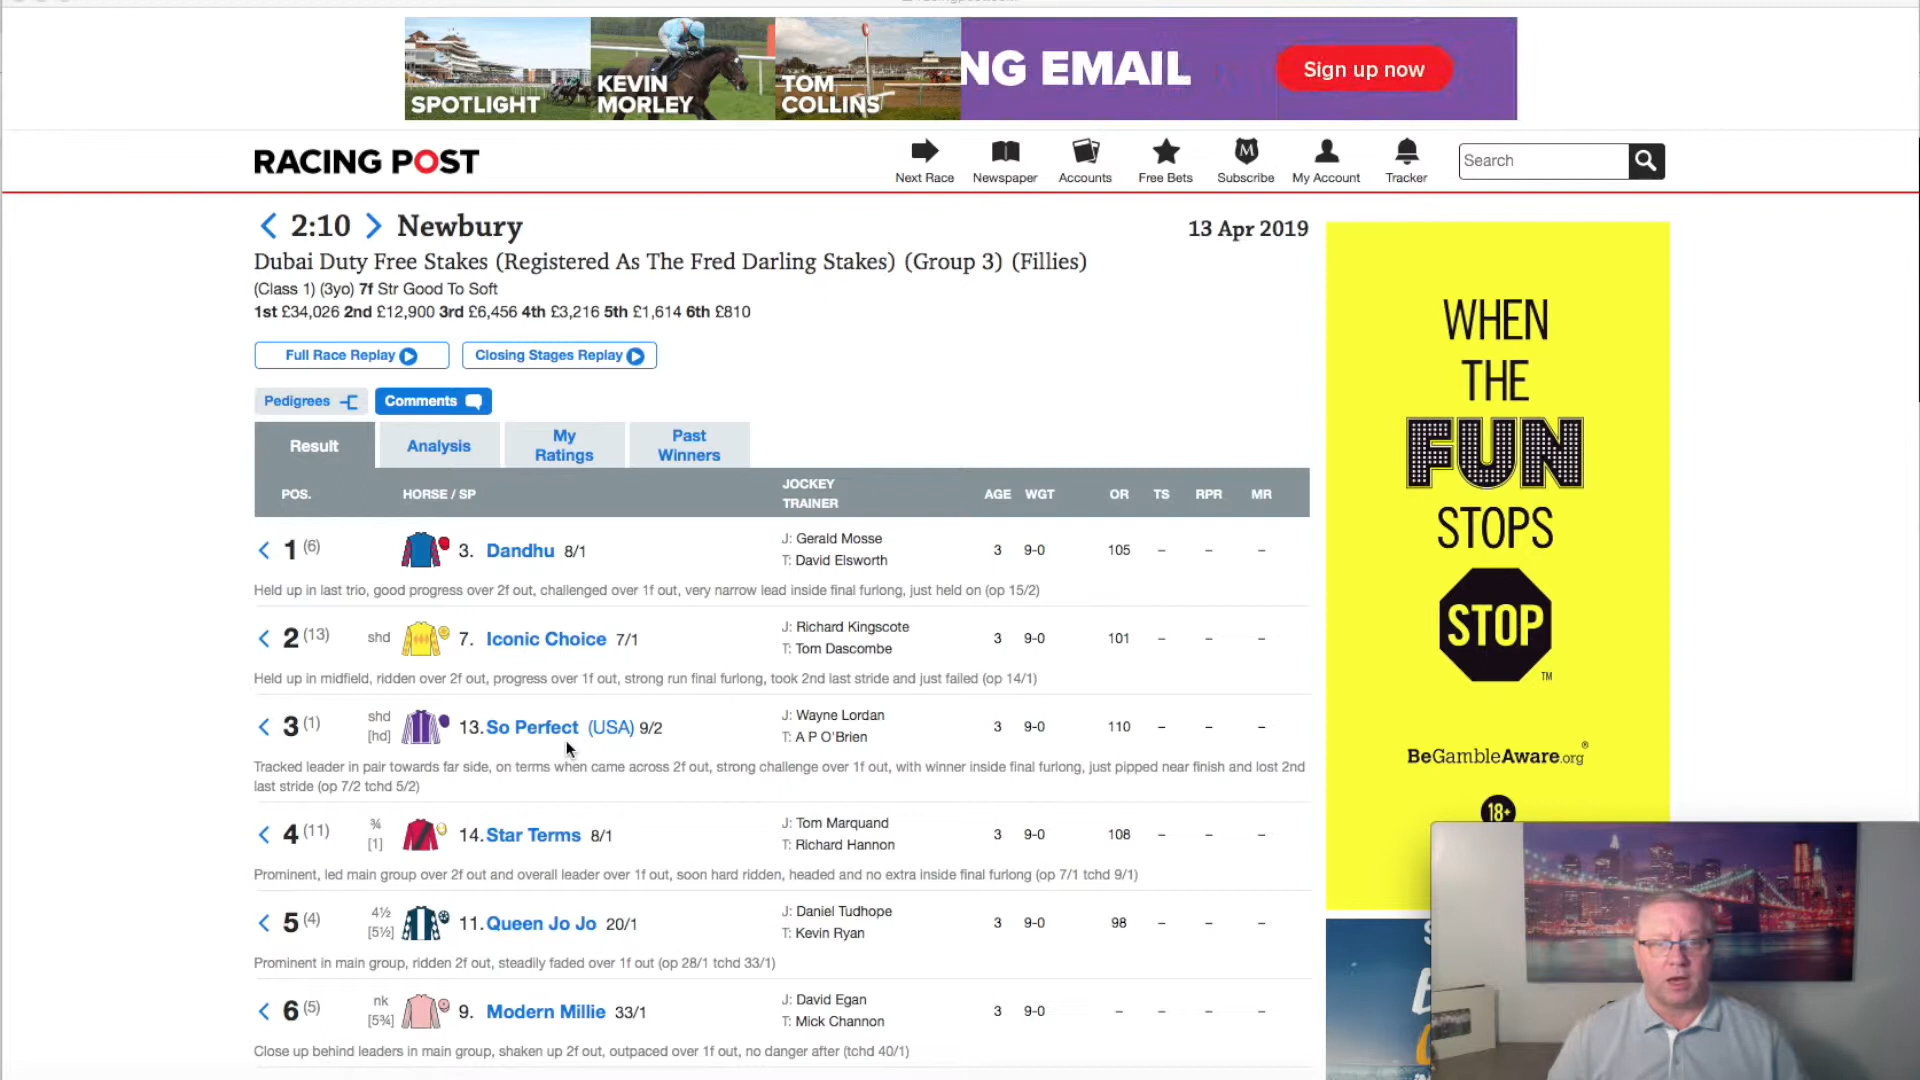 SPOTLIGHT
KEVIN
MORLEY
TOM
COLLINS
NG EMAIL
Sign up now
RACING POST
Next Race
Newspaper
Accounts
Free Bets
M
Subscribe
My Account
Tracker
Search
2:10 Newbury
13 Apr 2019
Dubai Duty Free Stakes (Registered As The Fred Darling Stakes) (Group 3) (Fillies)
(Class 1) (3yo) 7f Str Good To Soft
1st £34,026 2nd £12,900 3rd £6,456 4th £3,216 5th £1,614 6th £810
Full Race Replay
Closing Stages Replay
Pedigrees
Comments
Result
Analysis
My
Ratings
Past
Winners
POS.
HORSE / SP
JOCKEY
TRAINER
AGE WGT OR TS RPR MR
1 (6) 3. Dandhu 8/1 J: Gerald Mosse 3 9-0 105 – – –
T: David Elsworth
Held up in last trio, good progress over 2f out, challenged over 1f out, very narrow lead inside final furlong, just held on (op 15/2)
2 (13) shd 7. Iconic Choice 7/1 J: Richard Kingscote 3 9-0 101 – – –
T: Tom Dascombe
Held up in midfield, ridden over 2f out, progress over 1f out, strong run final furlong, took 2nd last stride and just failed (op 14/1)
3 (1) shd [hd] 13. So Perfect (USA) 9/2 J: Wayne Lordan 3 9-0 110 – – –
T: A P O'Brien
Tracked leader in pair towards far side, on terms when came across 2f out, strong challenge over 1f out, with winner inside final furlong, just pipped near finish and lost 2nd
last stride (op 7/2 tchd 5/2)
4 (11) ¾ [1] 14. Star Terms 8/1 J: Tom Marquand 3 9-0 108 – – –
T: Richard Hannon
Prominent, led main group over 2f out and overall leader over 1f out, soon hard ridden, headed and no extra inside final furlong (op 7/1 tchd 9/1)
5 (4) 4½ [5½] 11. Queen Jo Jo 20/1 J: Daniel Tudhope 3 9-0 98 – – –
T: Kevin Ryan
Prominent in main group, ridden 2f out, steadily faded over 1f out (op 28/1 tchd 33/1)
6 (5) nk [5¾] 9. Modern Millie 33/1 J: David Egan 3 9-0 – – – –
T: Mick Channon
Close up behind leaders in main group, shaken up 2f out, outpaced over 1f out, no danger after (tchd 40/1)
WHEN
THE
FUN
STOPS
STOP
TM
BeGambleAware.org®
18+